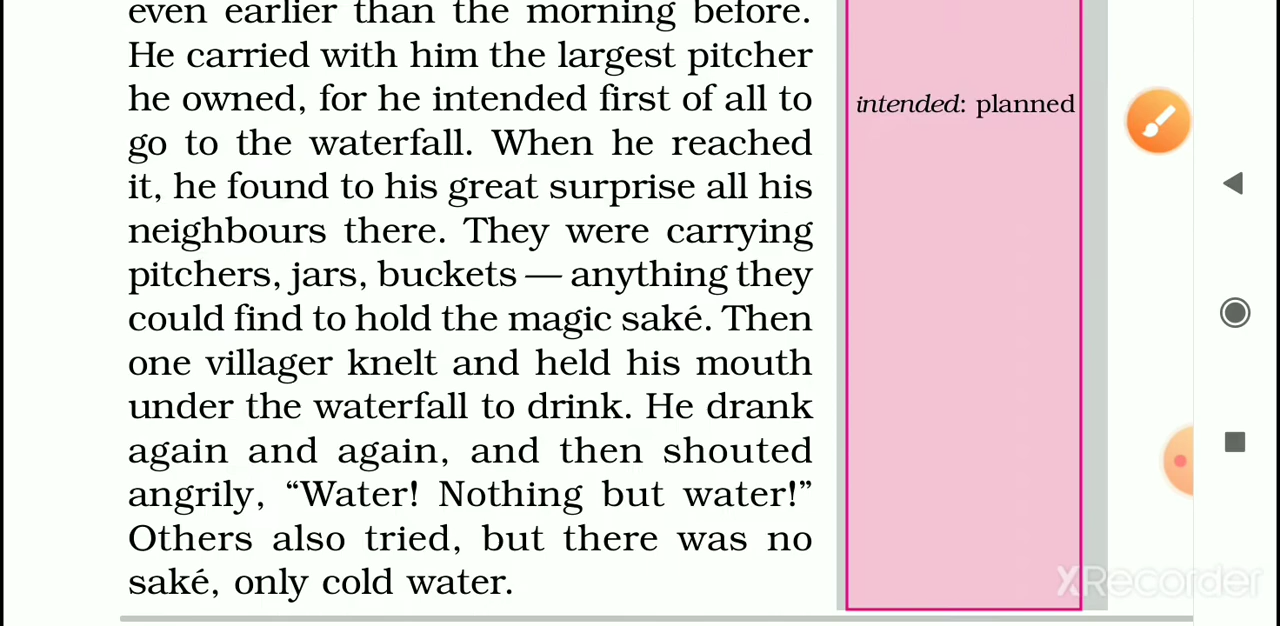 even earlier than the morning before.
He carried with him the largest pitcher
he owned, for he intended first of all to
go to the waterfall. When he reached
it, he found to his great surprise all his
neighbours there. They were carrying
pitchers, jars, buckets — anything they
could find to hold the magic saké. Then
one villager knelt and held his mouth
under the waterfall to drink. He drank
again and again, and then shouted
angrily, “Water! Nothing but water!”
Others also tried, but there was no
saké, only cold water.
intended: planned
XRecorder